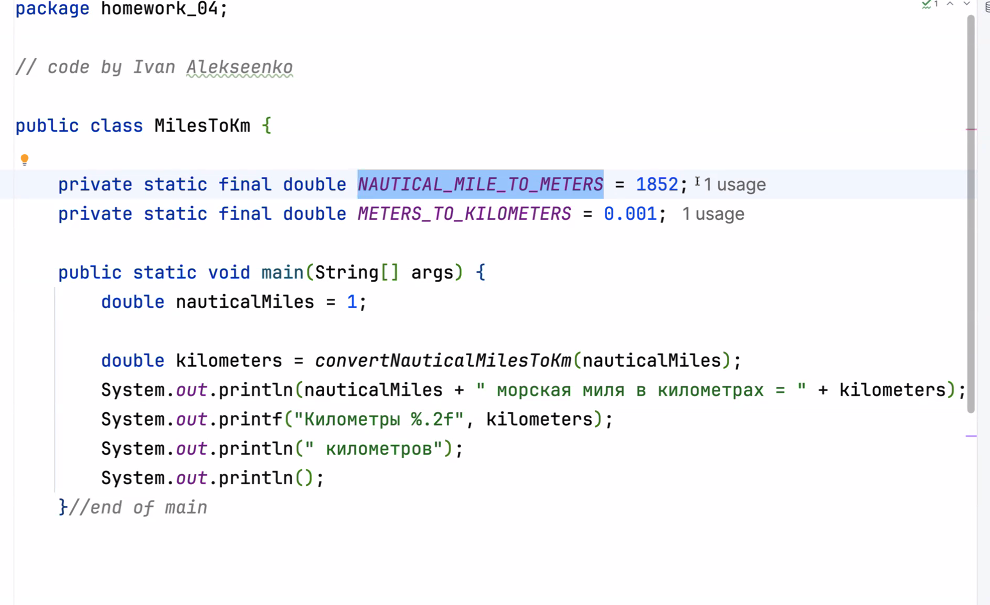 package homework_04;
// code by Ivan Alekseenko
public class MilesToKm {
private static final double NAUTICAL_MILE_TO_METERS = 1852; 1 usage
private static final double METERS_TO_KILOMETERS = 0.001; 1 usage
public static void main(String[] args) {
double nauticalMiles = 1;
double kilometers = convertNauticalMilesToKm(nauticalMiles);
System.out.println(nauticalMiles + " морская миля в километрах = " + kilometers);
System.out.printf("Километры %.2f", kilometers);
System.out.println(" километров");
System.out.println();
}//end of main